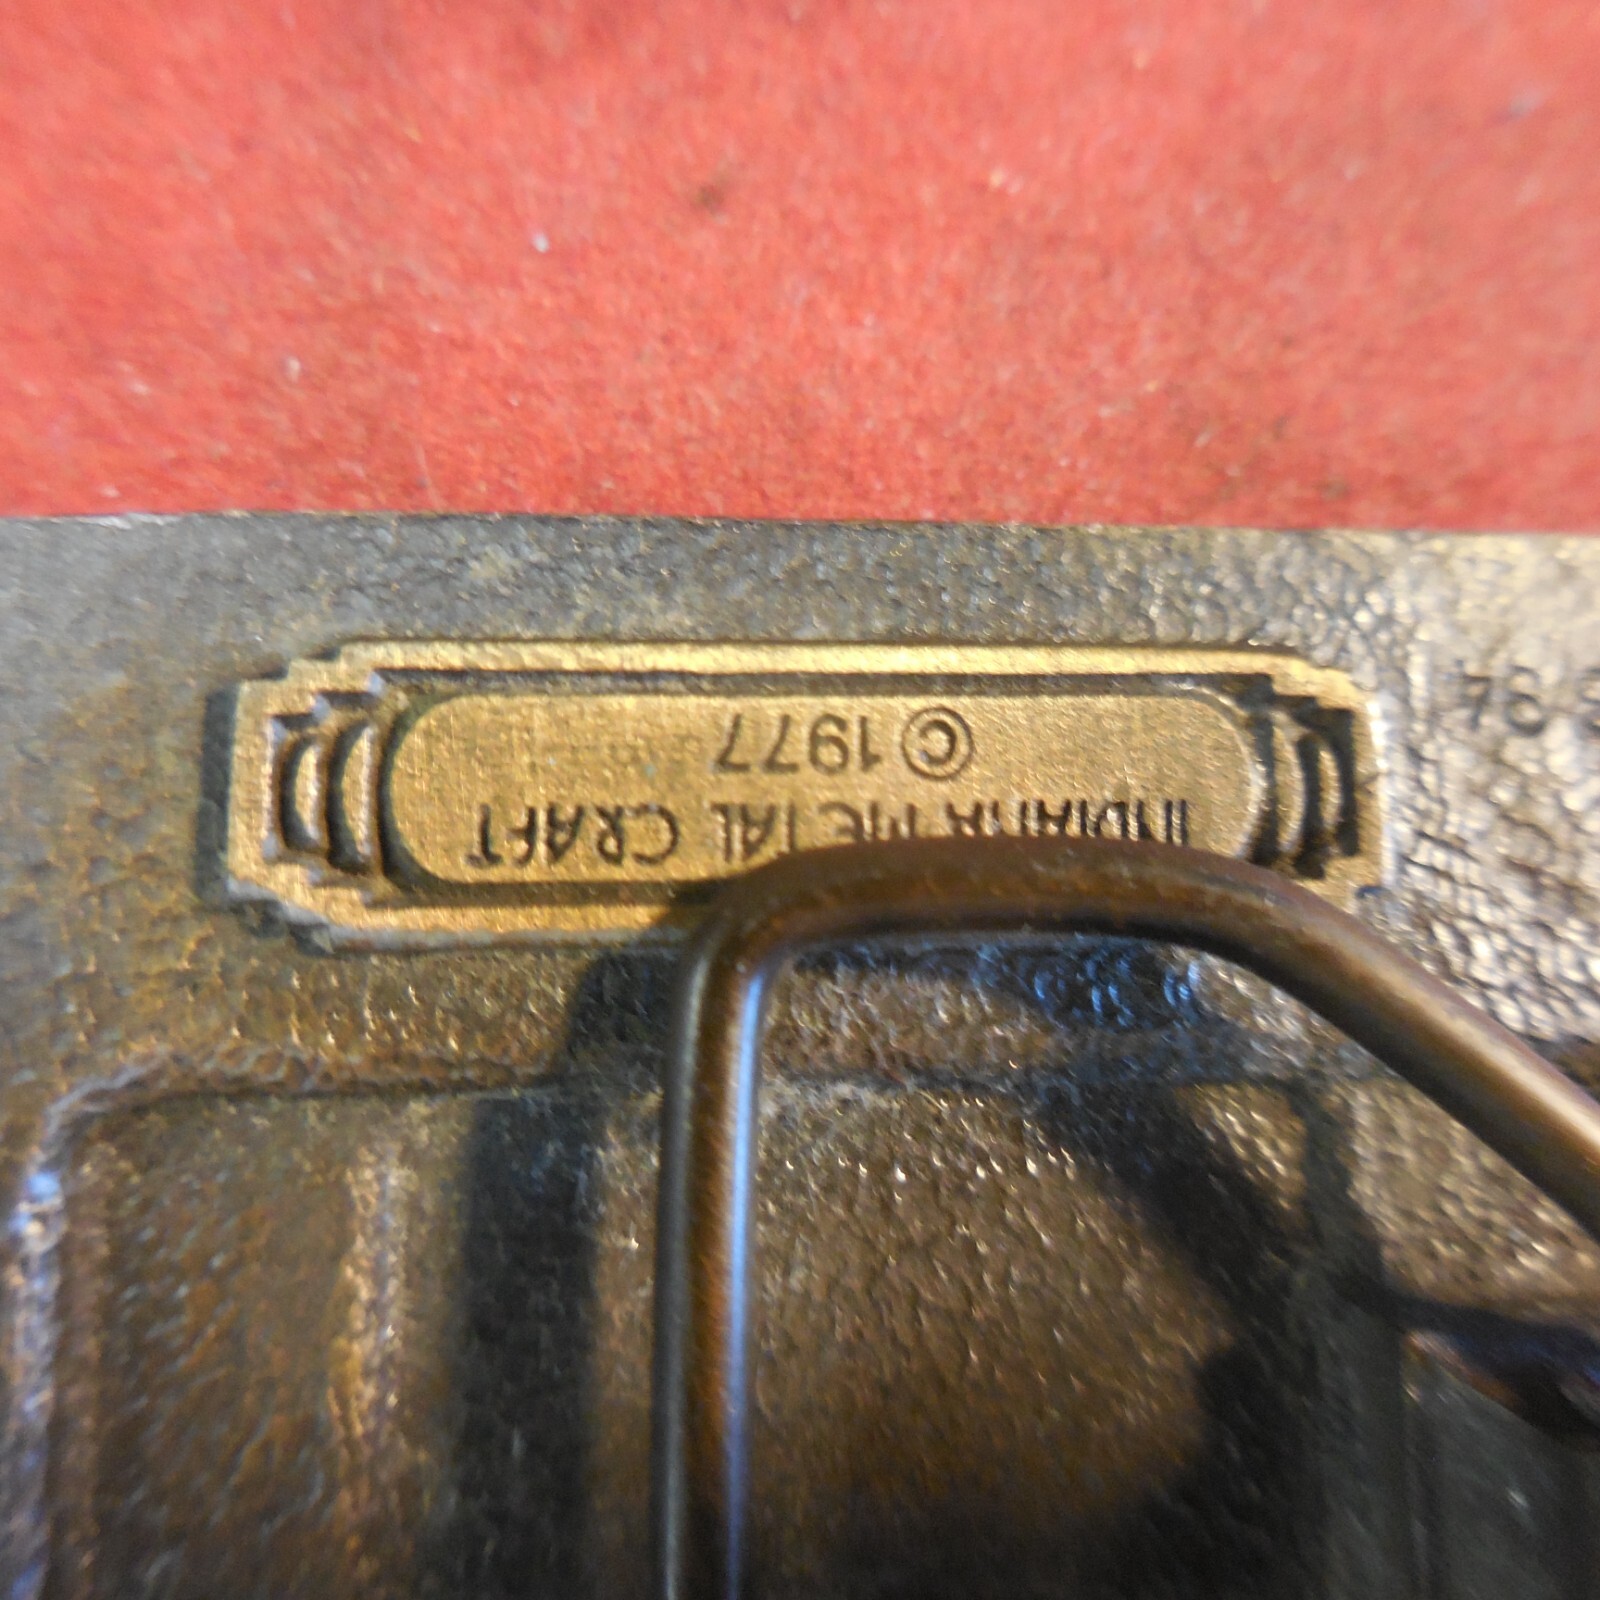 INDIANA METAL CRAFT
© 1977